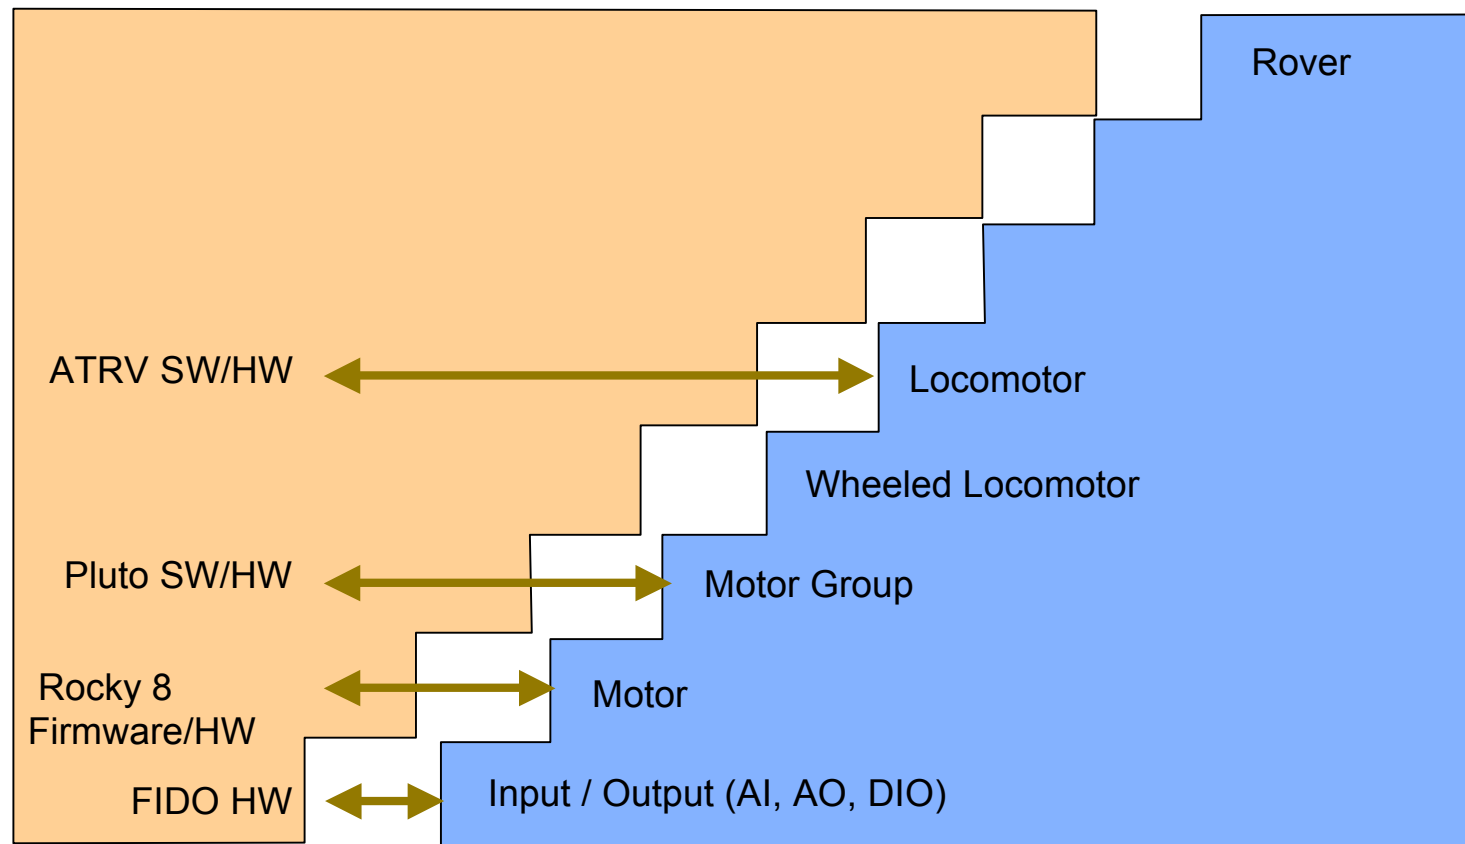 Rover
ATRV SW/HW
Locomotor
Wheeled Locomotor
Pluto SW/HW
Motor Group
Rocky 8
Firmware/HW
Motor
FIDO HW
Input / Output (AI, AO, DIO)